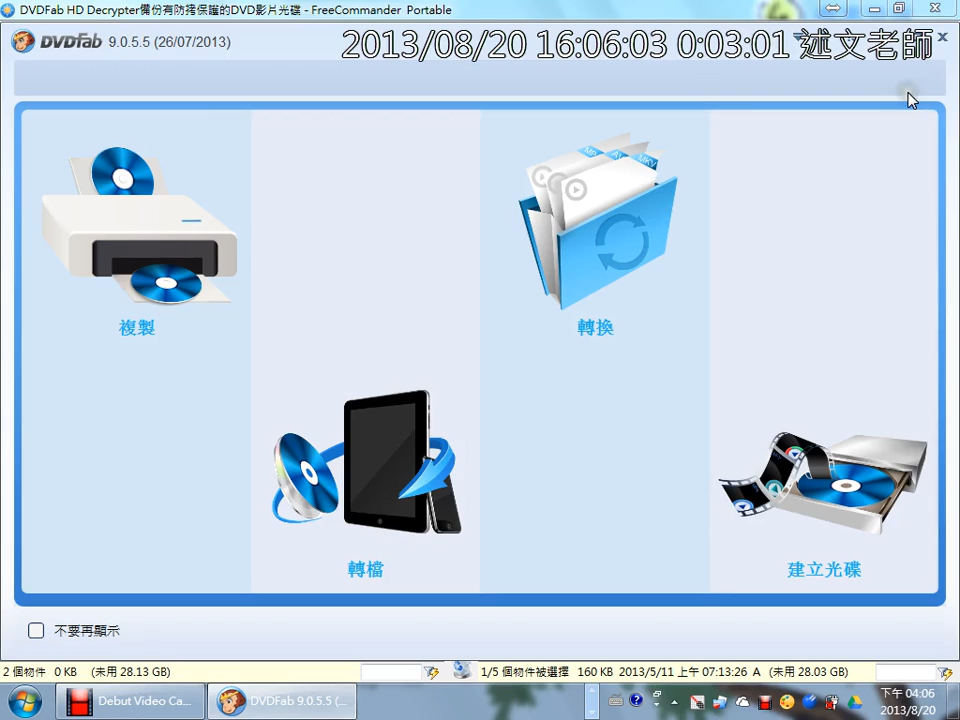 DVDFab HD Decrypter備份有防拷保護的DVD影片光碟 - FreeCommander Portable
DVDFab 9.0.5.5 (26/07/2013)
2013/08/20 16:06:03 0:03:01 述文老師
MKV
複製
轉換
轉檔
建立光碟
不要再顯示
2 個物件 0 KB (未用 28.13 GB)
1/5 個物件被選擇 160 KB 2013/5/11 上午 07:13:26 A (未用 28.03 GB)
Debut Video Ca...
DVDFab 9.0.5.5 (...
下午 04:06
2013/8/20